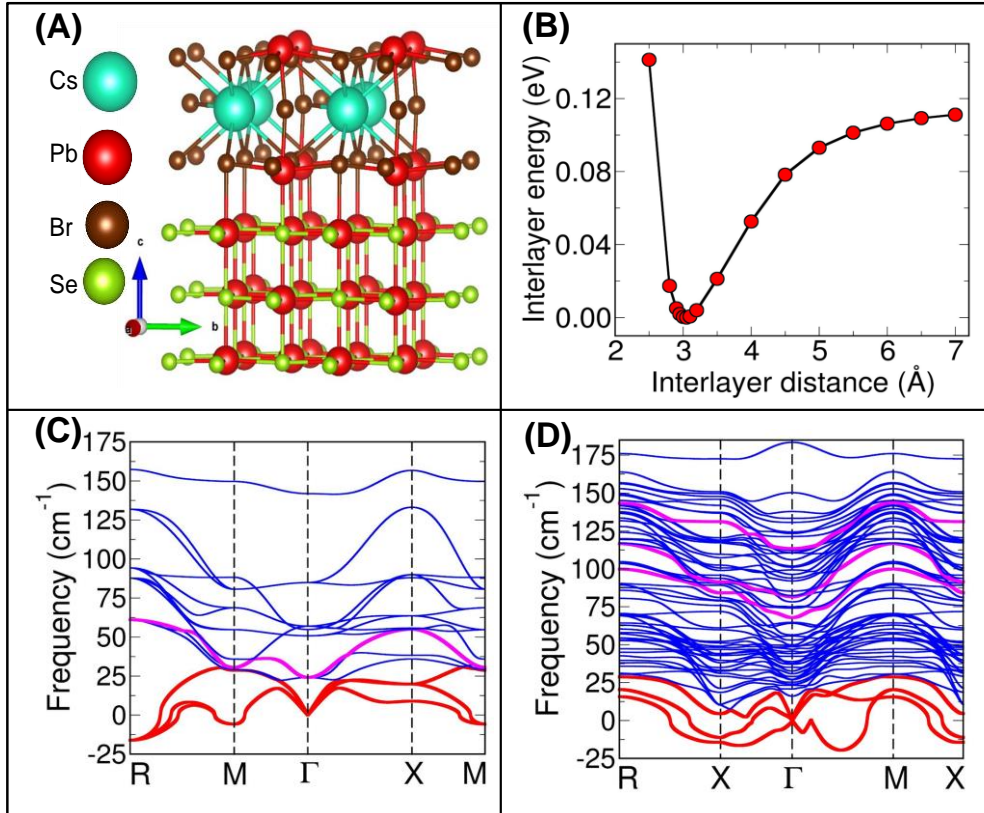 (A)
Cs
Pb
Br
Se
c
a
b
(B)
Interlayer energy (eV)
0.12
0.08
0.04
0.00
2 3 4 5 6 7
Interlayer distance (Å)
(C)
Frequency (cm⁻¹)
175
150
125
100
75
50
25
0
-25
R M Γ X M
(D)
Frequency (cm⁻¹)
175
150
125
100
75
50
25
0
-25
R X Γ M X